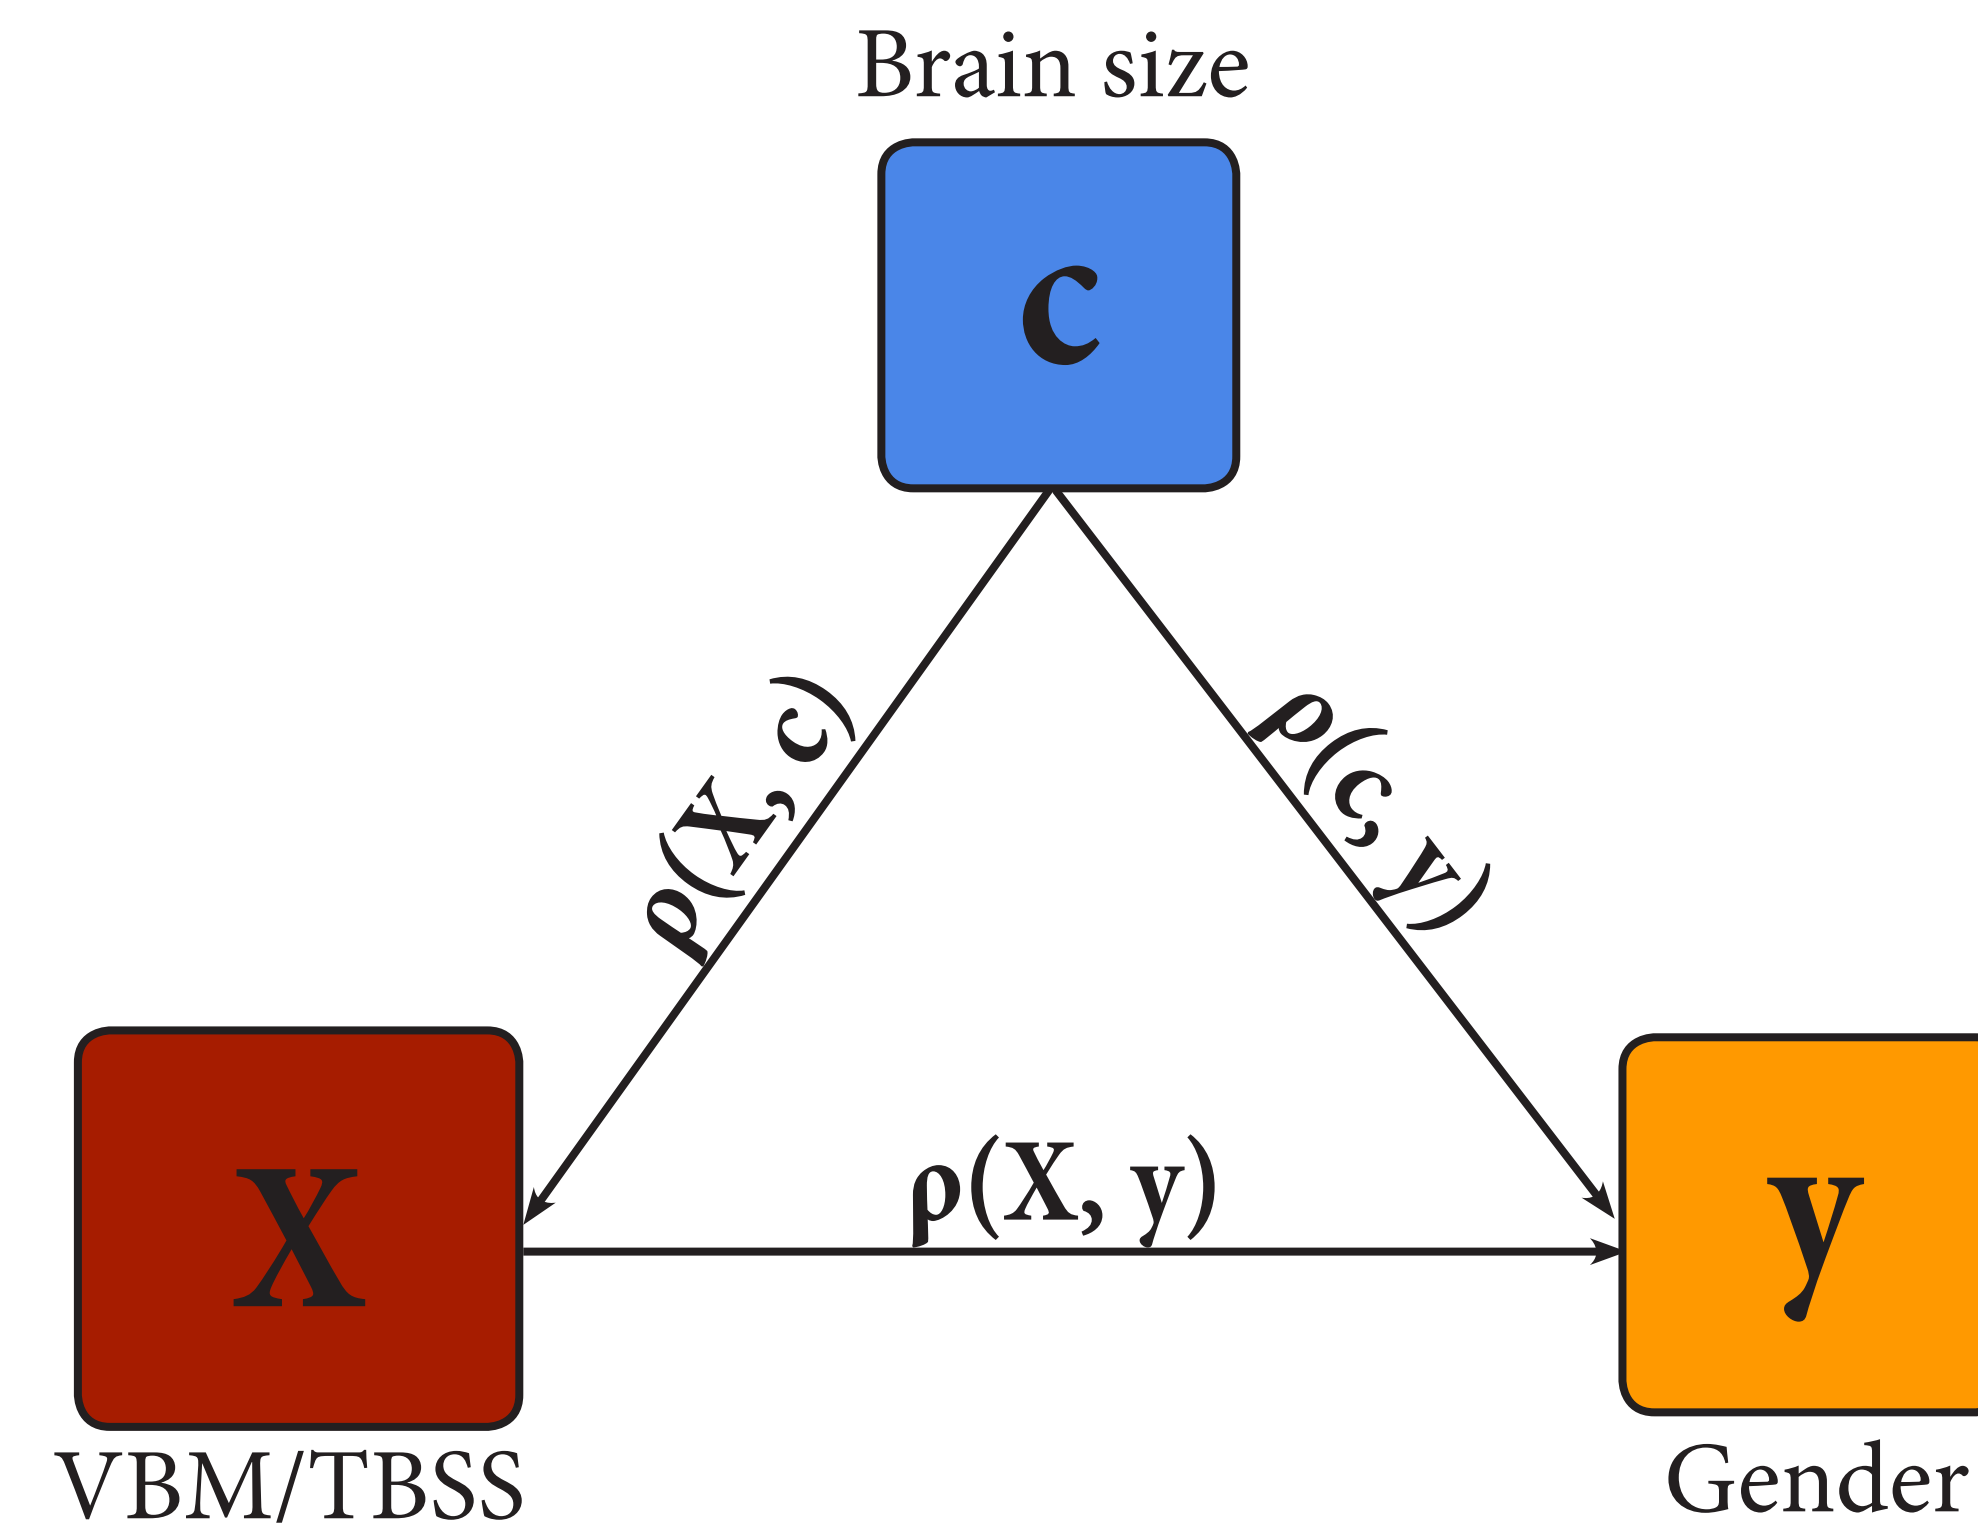 Brain size
c
ρ(X, c)
ρ(c, y)
ρ(X, y)
X
y
VBM/TBSS
Gender